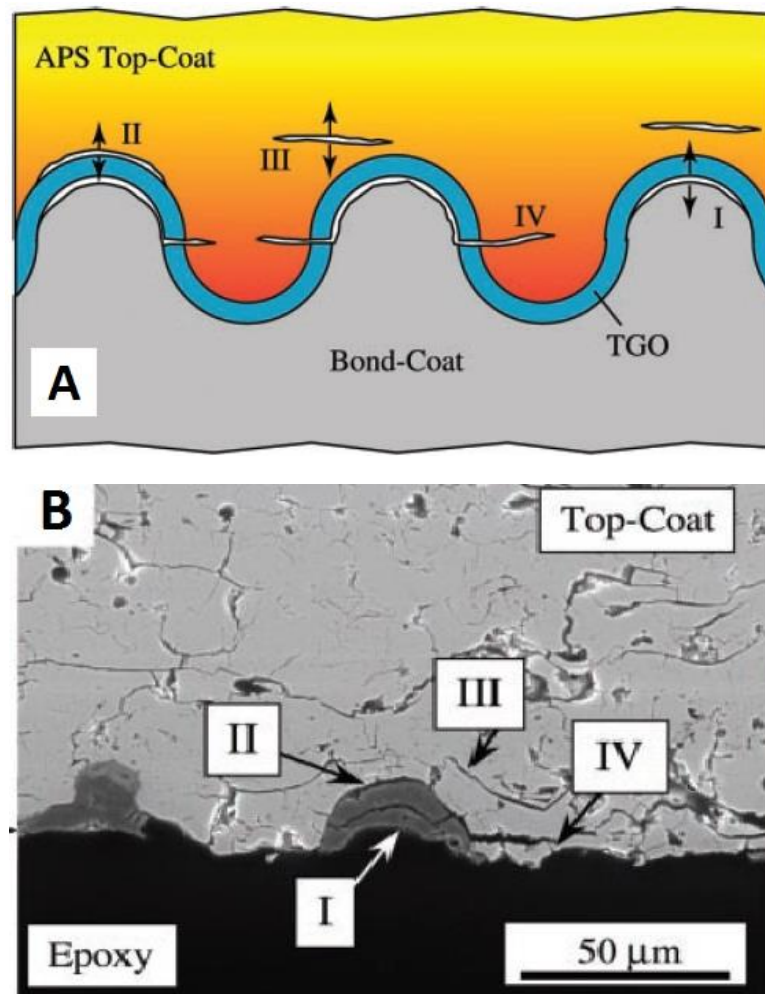 APS Top-Coat
II
III
IV
I
TGO
Bond-Coat
A
B
Top-Coat
III
II
IV
I
Epoxy
50 μm